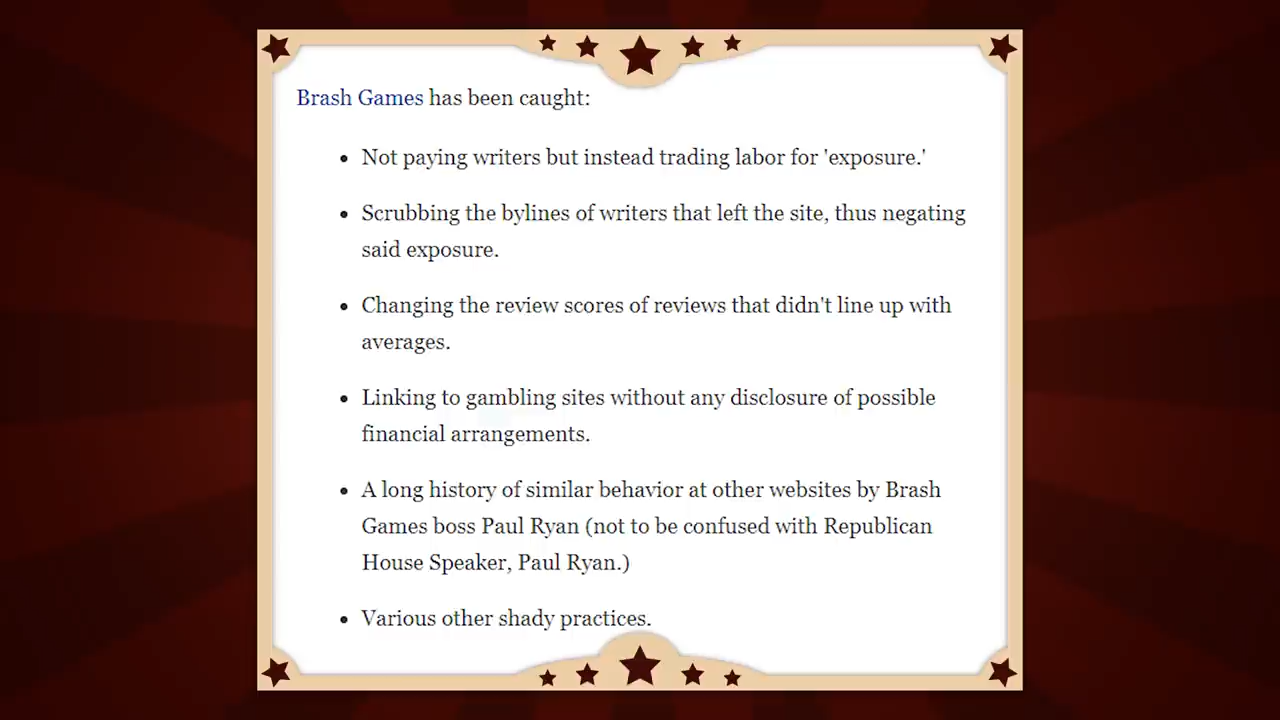 Brash Games has been caught:
Not paying writers but instead trading labor for 'exposure.'
Scrubbing the bylines of writers that left the site, thus negating
said exposure.
Changing the review scores of reviews that didn't line up with
averages.
Linking to gambling sites without any disclosure of possible
financial arrangements.
A long history of similar behavior at other websites by Brash
Games boss Paul Ryan (not to be confused with Republican
House Speaker, Paul Ryan.)
Various other shady practices.